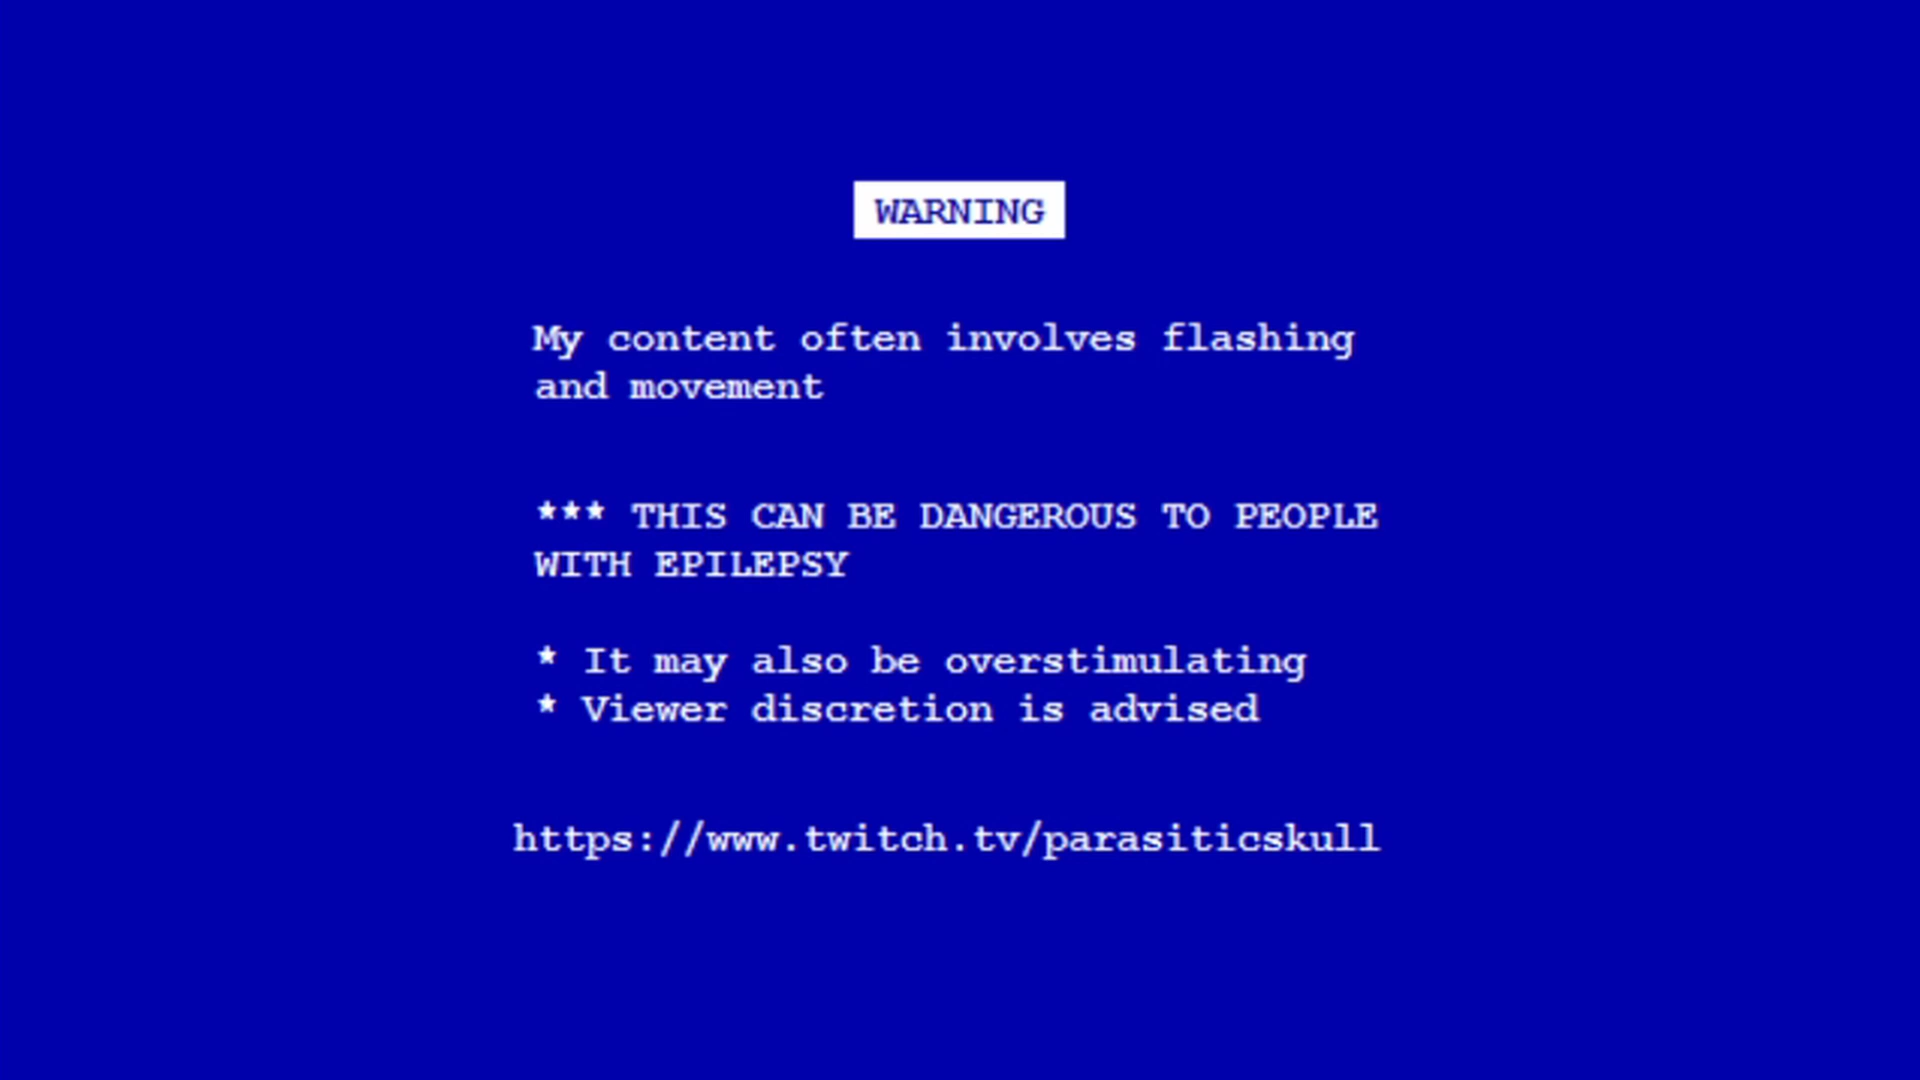 WARNING
My content often involves flashing
and movement
*** THIS CAN BE DANGEROUS TO PEOPLE
WITH EPILEPSY
* It may also be overstimulating
* Viewer discretion is advised
https://www.twitch.tv/parasiticskull